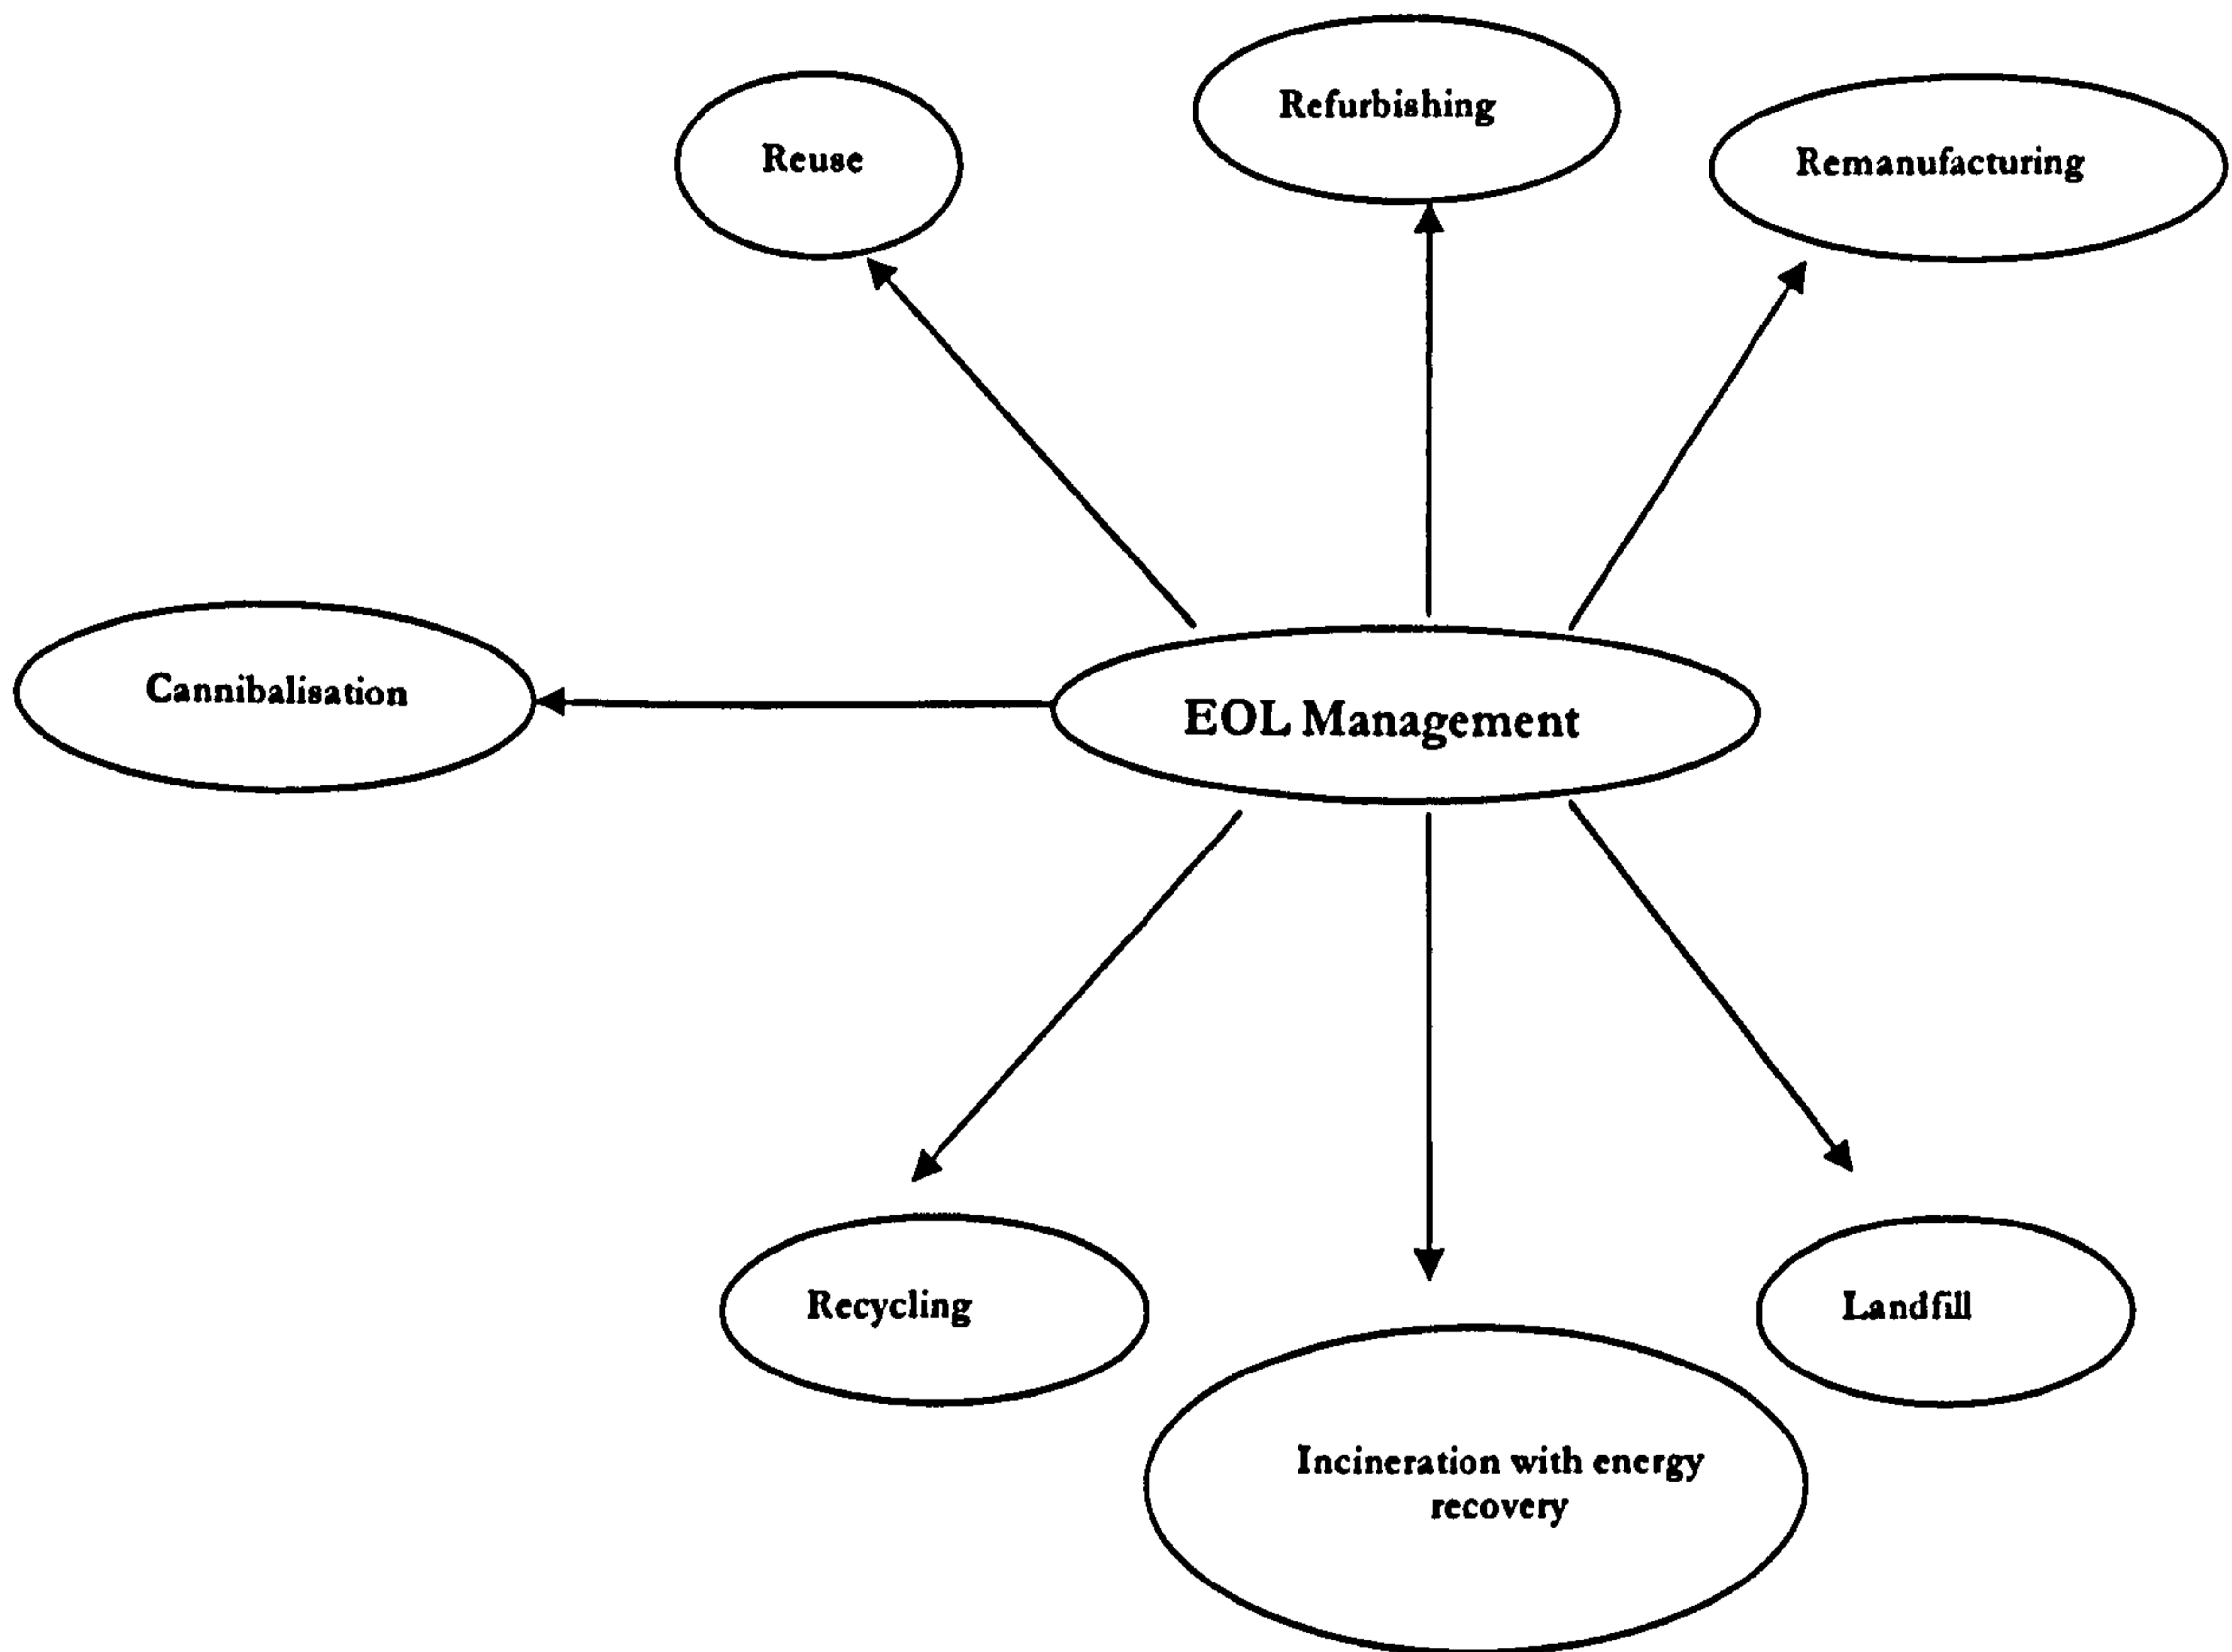 Refurbishing
Reuse
Remanufacturing
Cannibalisation
EOL Management
Recycling
Landfill
Incineration with energy
recovery